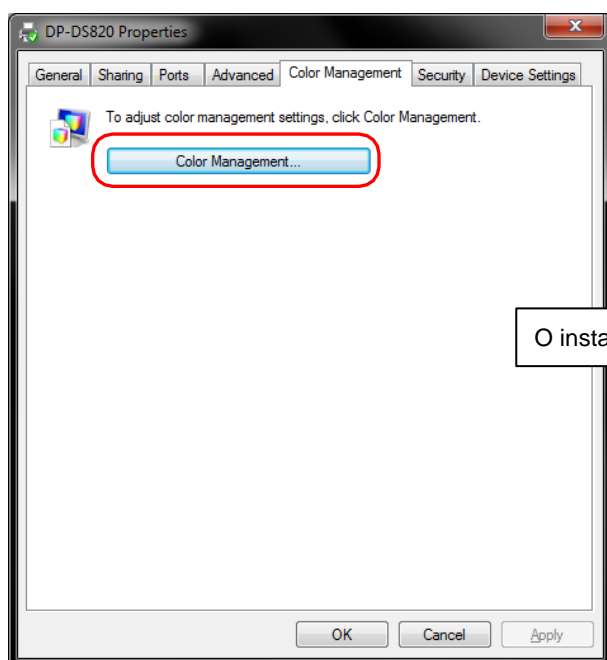 DP-DS820 Properties
General Sharing Ports Advanced Color Management Security Device Settings
To adjust color management settings, click Color Management.
Color Management...
O insta
OK Cancel Apply